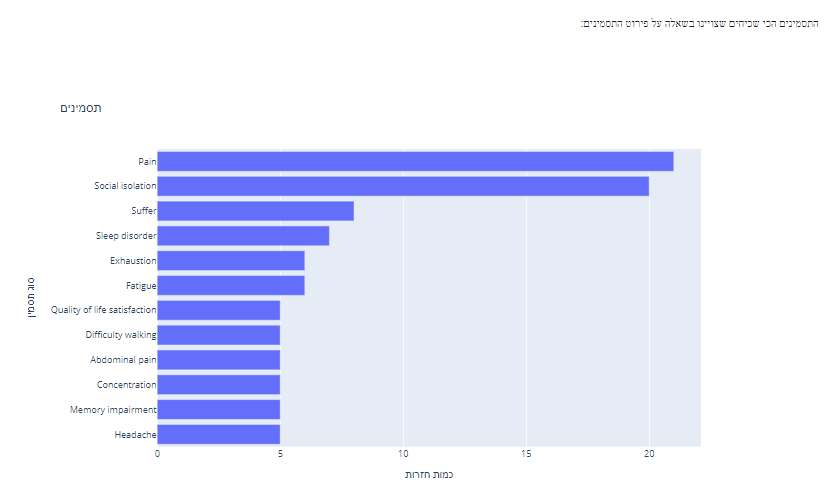 התסמינים הכי שכיחים שצויינו בשאלה על פירוט התסמינים:
תסמינים
סוג תסמין
Pain
Social isolation
Suffer
Sleep disorder
Exhaustion
Fatigue
Quality of life satisfaction
Difficulty walking
Abdominal pain
Concentration
Memory impairment
Headache
0 5 10 15 20
כמות חזרות